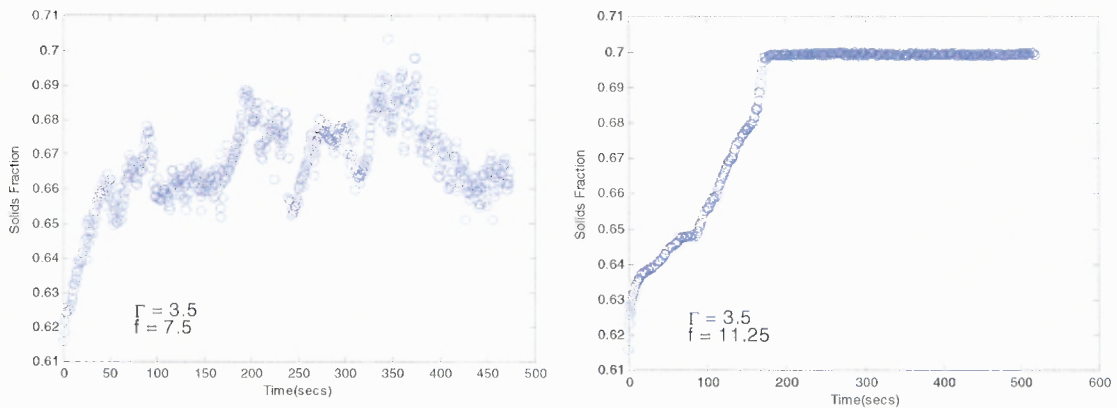 0.71
0.7
0.69
0.68
0.67
0.66
0.65
0.64
0.63
0.62
0.61
Solids Fraction
Γ = 3.5
f = 7.5
0 50 100 150 200 250 300 350 400 450 500
Time(secs)
0.71
0.7
0.69
0.68
0.67
0.66
0.65
0.64
0.63
0.62
0.61
Solids Fraction
Γ = 3.5
f = 11.25
0 100 200 300 400 500 600
Time(secs)